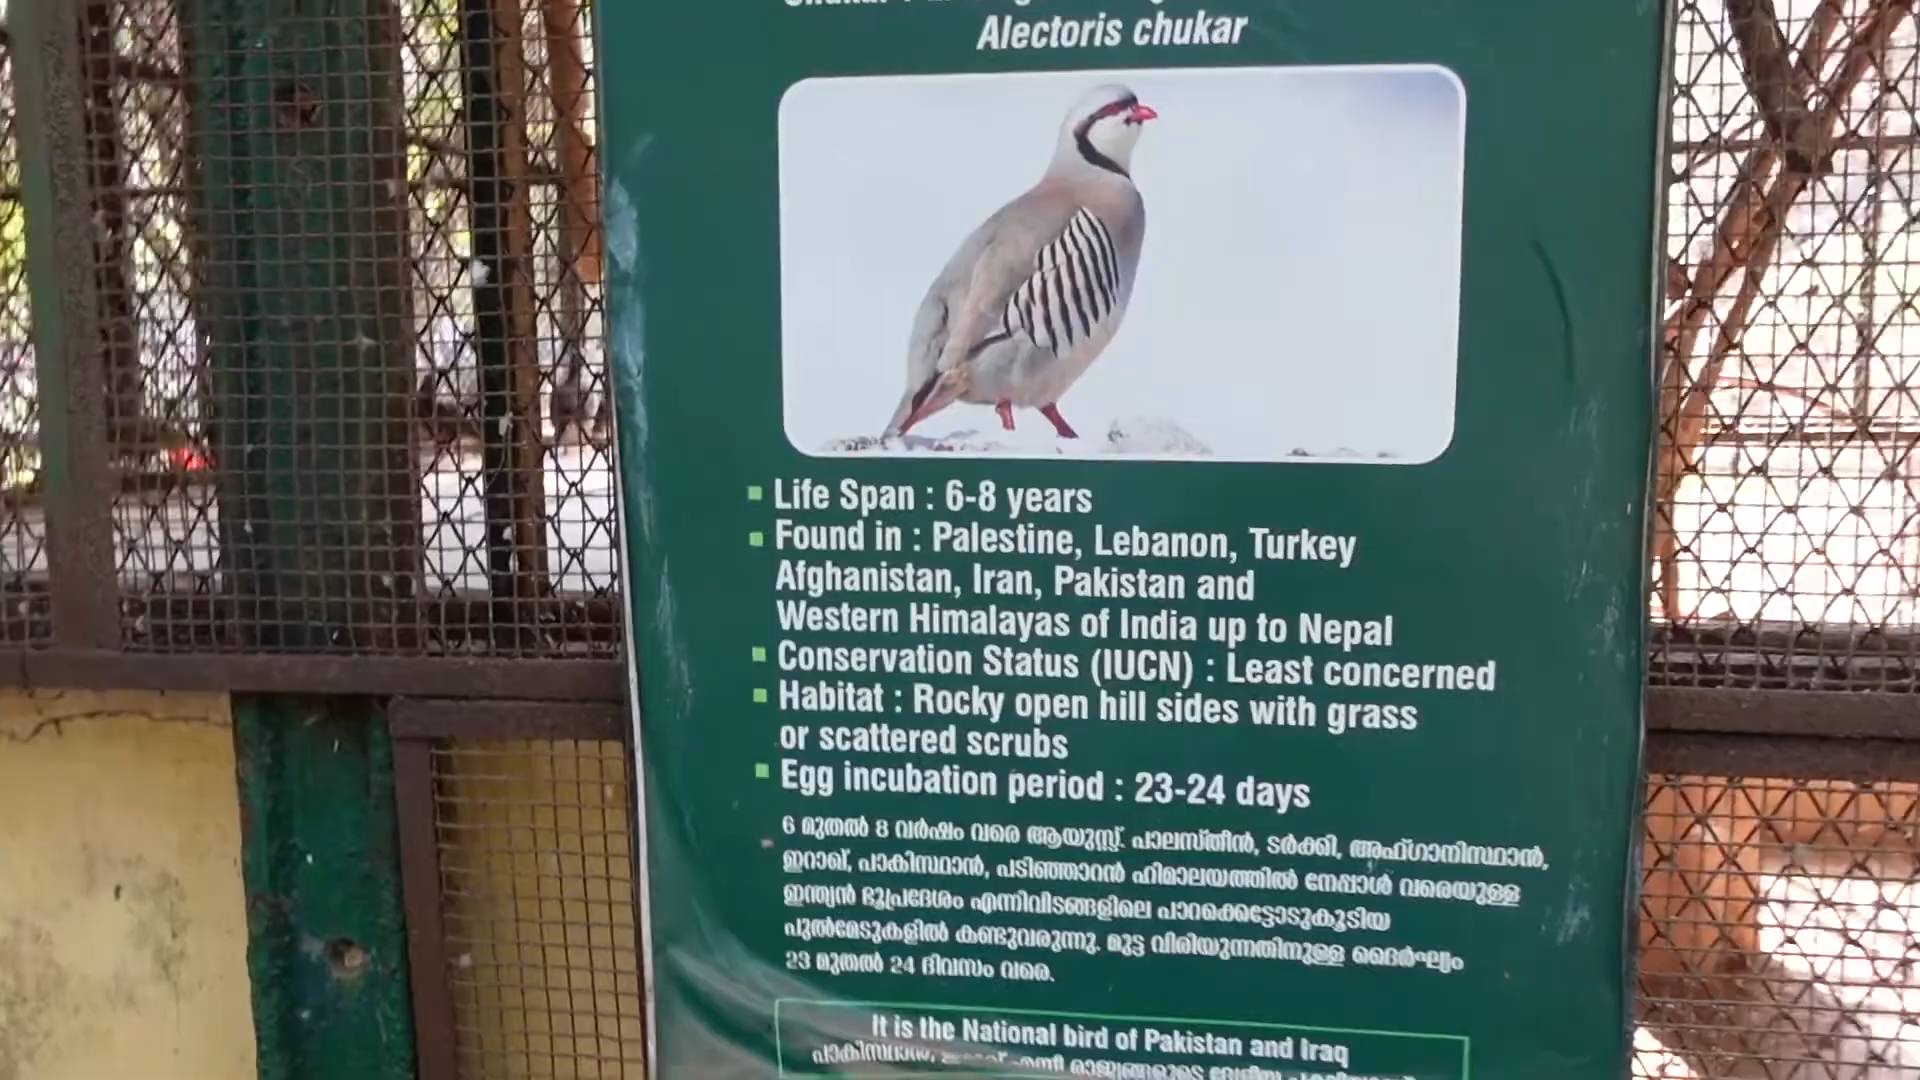 Alectoris chukar
Life Span : 6-8 years
Found in : Palestine, Lebanon, Turkey
Afghanistan, Iran, Pakistan and
Western Himalayas of India up to Nepal
Conservation Status (IUCN) : Least concerned
Habitat : Rocky open hill sides with grass
or scattered scrubs
Egg incubation period : 23-24 days
6 മുതൽ 8 വർഷം വരെ ആയുസ്സ്. പാലസ്തീൻ, ടർക്കി, അഫ്ഗാനിസ്ഥാൻ,
ഇറാഖ്, പാകിസ്ഥാൻ, പടിഞ്ഞാറൻ ഹിമാലയത്തിൽ നേപ്പാൾ വരെയുള്ള
ഇന്ത്യൻ ഭൂപ്രദേശം എന്നിവിടങ്ങളിലെ പാറക്കെട്ടോടുകൂടിയ
പുൽമേടുകളിൽ കണ്ടുവരുന്നു. മുട്ട വിരിയുന്നതിനുള്ള ദൈർഘ്യം
23 മുതൽ 24 ദിവസം വരെ.
It is the National bird of Pakistan and Iraq